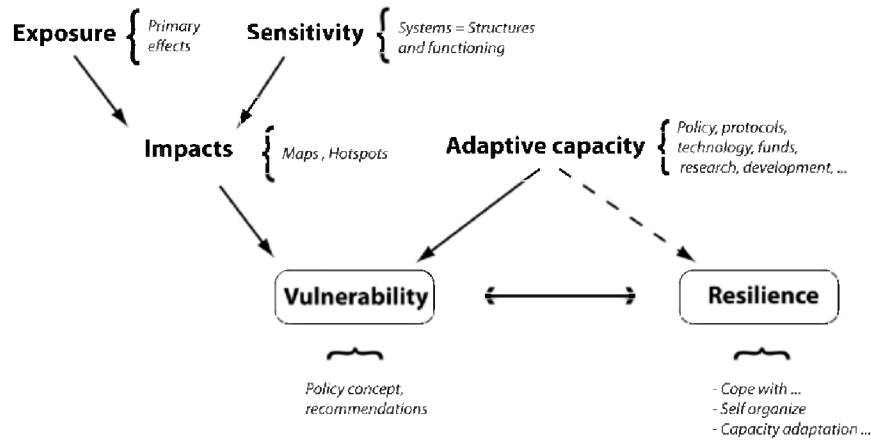 Exposure
Primary
effects
Sensitivity
Systems = Structures
and functioning
Impacts
Maps , Hotspots
Adaptive capacity
Policy, protocols,
technology, funds,
research, development, ...
Vulnerability
Resilience
Policy concept,
recommendations
- Cope with ...
- Self organize
- Capacity adaptation ...